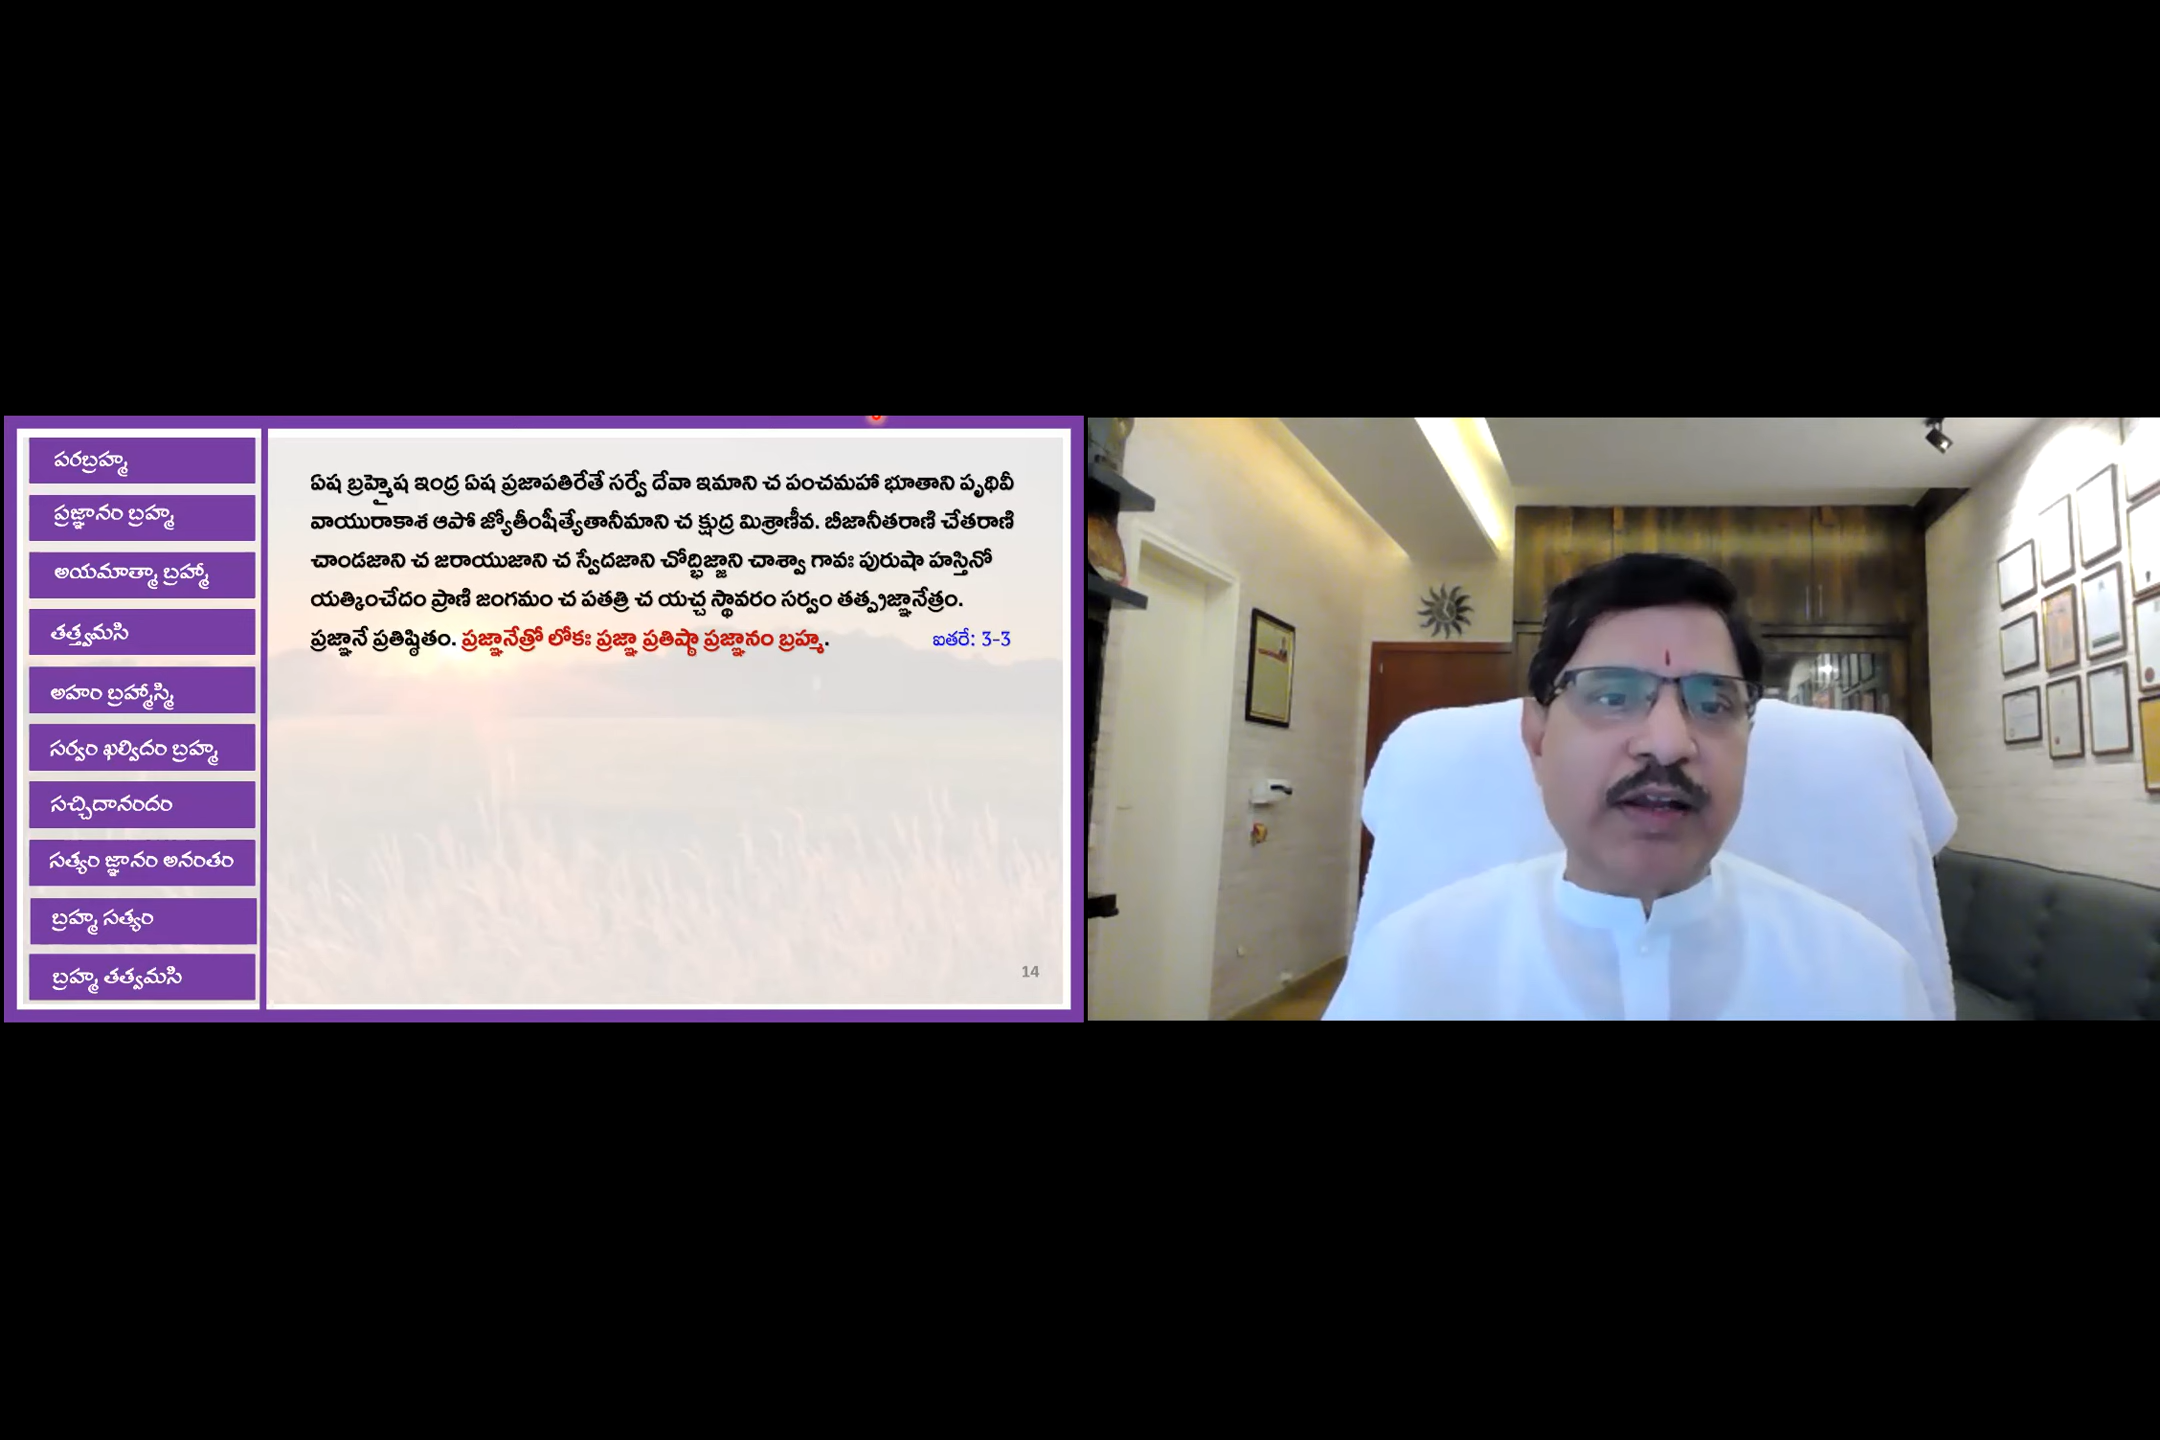 పరబ్రహ్మ
ప్రజ్ఞానం బ్రహ్మ
అయమాత్మా బ్రహ్మా
తత్త్వమసి
అహం బ్రహ్మాస్మి
సర్వం ఖల్విదం బ్రహ్మ
సచ్చిదానందం
సత్యం జ్ఞానం అనంతం
బ్రహ్మ సత్యం
బ్రహ్మ తత్వమసి
ఏష బ్రహ్మైష ఇంద్ర ఏష ప్రజాపతిరేతే సర్వే దేవా ఇమాని చ పంచమహా భూతాని పృథివీ
వాయురాకాశ ఆపో జ్యోతీంషీత్యేతానీమాని చ క్షుద్ర మిశ్రాణీవ. బీజానీతరాణి చేతరాణి
చాండజాని చ జరాయుజాని చ స్వేదజాని చోద్భిజ్జాని చాశ్వా గావః పురుషా హస్తినో
యత్కించేదం ప్రాణి జంగమం చ పతత్రి చ యచ్చ స్థావరం సర్వం తత్ప్రజ్ఞానేత్రం.
ప్రజ్ఞానే ప్రతిష్ఠితం. ప్రజ్ఞానేత్రో లోకః ప్రజ్ఞా ప్రతిష్ఠా ప్రజ్ఞానం బ్రహ్మ. ఐతరే: 3-3
14